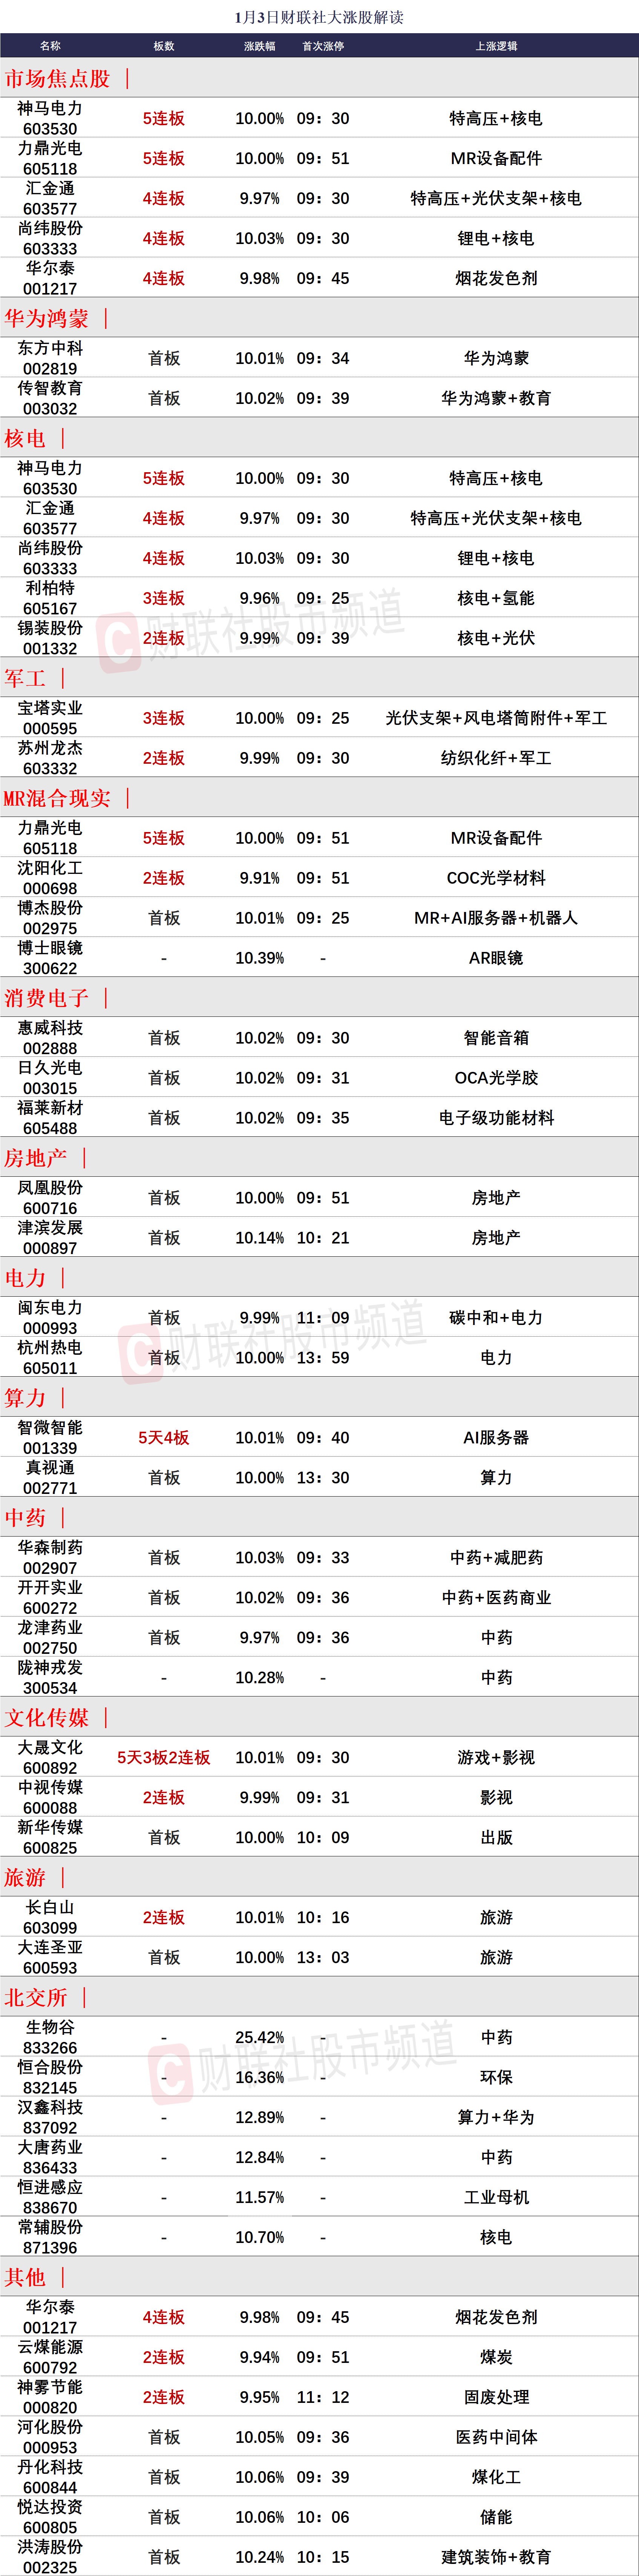 1月3日财联社大涨股解读
名称 板数 涨跌幅 首次涨停 上涨逻辑
市场焦点股 |
神马电力 603530 5连板 10.00% 09：30 特高压+核电
力鼎光电 605118 5连板 10.00% 09：51 MR设备配件
汇金通 603577 4连板 9.97% 09：30 特高压+光伏支架+核电
尚纬股份 603333 4连板 10.03% 09：30 锂电+核电
华尔泰 001217 4连板 9.98% 09：45 烟花发色剂
华为鸿蒙 |
东方中科 002819 首板 10.01% 09：34 华为鸿蒙
传智教育 003032 首板 10.02% 09：39 华为鸿蒙+教育
核电 |
神马电力 603530 5连板 10.00% 09：30 特高压+核电
汇金通 603577 4连板 9.97% 09：30 特高压+光伏支架+核电
尚纬股份 603333 4连板 10.03% 09：30 锂电+核电
利柏特 605167 3连板 9.96% 09：25 核电+氢能
锡装股份 001332 2连板 9.99% 09：39 核电+光伏
财联社股市频道
军工 |
宝塔实业 000595 3连板 10.00% 09：25 光伏支架+风电塔筒附件+军工
苏州龙杰 603332 2连板 9.99% 09：30 纺织化纤+军工
MR混合现实 |
力鼎光电 605118 5连板 10.00% 09：51 MR设备配件
沈阳化工 000698 2连板 9.91% 09：51 COC光学材料
博杰股份 002975 首板 10.01% 09：25 MR+AI服务器+机器人
博士眼镜 300622 - 10.39% - AR眼镜
消费电子 |
惠威科技 002888 首板 10.02% 09：30 智能音箱
日久光电 003015 首板 10.02% 09：31 OCA光学胶
福莱新材 605488 首板 10.02% 09：35 电子级功能材料
房地产 |
凤凰股份 600716 首板 10.00% 09：51 房地产
津滨发展 000897 首板 10.14% 10：21 房地产
电力 |
闽东电力 000993 首板 9.99% 11：09 碳中和+电力
杭州热电 605011 首板 10.00% 13：59 电力
财联社股市频道
算力 |
智微智能 001339 5天4板 10.01% 09：40 AI服务器
真视通 002771 首板 10.00% 13：30 算力
中药 |
华森制药 002907 首板 10.03% 09：33 中药+减肥药
开开实业 600272 首板 10.02% 09：36 中药+医药商业
龙津药业 002750 首板 9.97% 09：36 中药
陇神戎发 300534 - 10.28% - 中药
文化传媒 |
大晟文化 600892 5天3板2连板 10.01% 09：30 游戏+影视
中视传媒 600088 2连板 9.99% 09：31 影视
新华传媒 600825 首板 10.00% 10：09 出版
旅游 |
长白山 603099 2连板 10.01% 10：16 旅游
大连圣亚 600593 首板 10.00% 13：03 旅游
北交所 |
生物谷 833266 - 25.42% - 中药
恒合股份 832145 - 16.36% - 环保
财联社股市频道
汉鑫科技 837092 - 12.89% - 算力+华为
大唐药业 836433 - 12.84% - 中药
恒进感应 838670 - 11.57% - 工业母机
常辅股份 871396 - 10.70% - 核电
其他 |
华尔泰 001217 4连板 9.98% 09：45 烟花发色剂
云煤能源 600792 2连板 9.94% 09：51 煤炭
神雾节能 000820 2连板 9.95% 11：12 固废处理
河化股份 000953 首板 10.05% 09：36 医药中间体
丹化科技 600844 首板 10.06% 09：39 煤化工
悦达投资 600805 首板 10.06% 10：06 储能
洪涛股份 002325 首板 10.24% 10：15 建筑装饰+教育